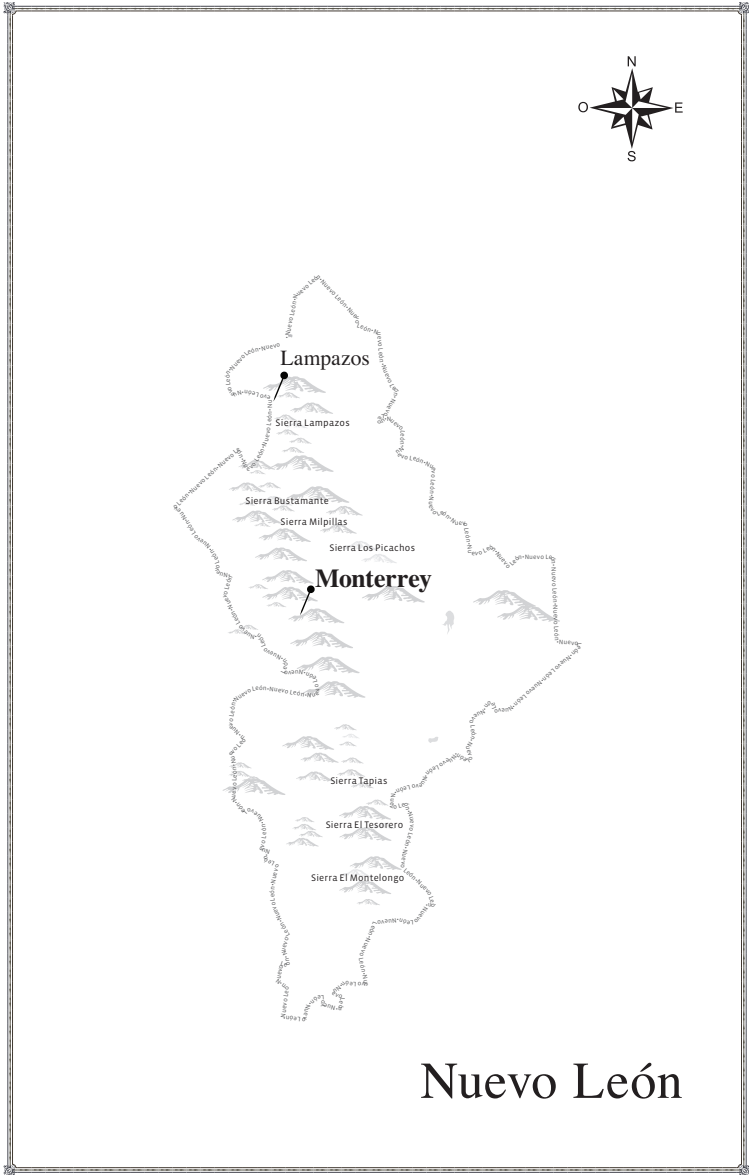 N
O
E
S
Lampazos
Sierra Lampazos
Sierra Bustamante
Sierra Milpillas
Sierra Los Picachos
Monterrey
Sierra Tapias
Sierra El Tesorero
Sierra El Montelongo
Nuevo León